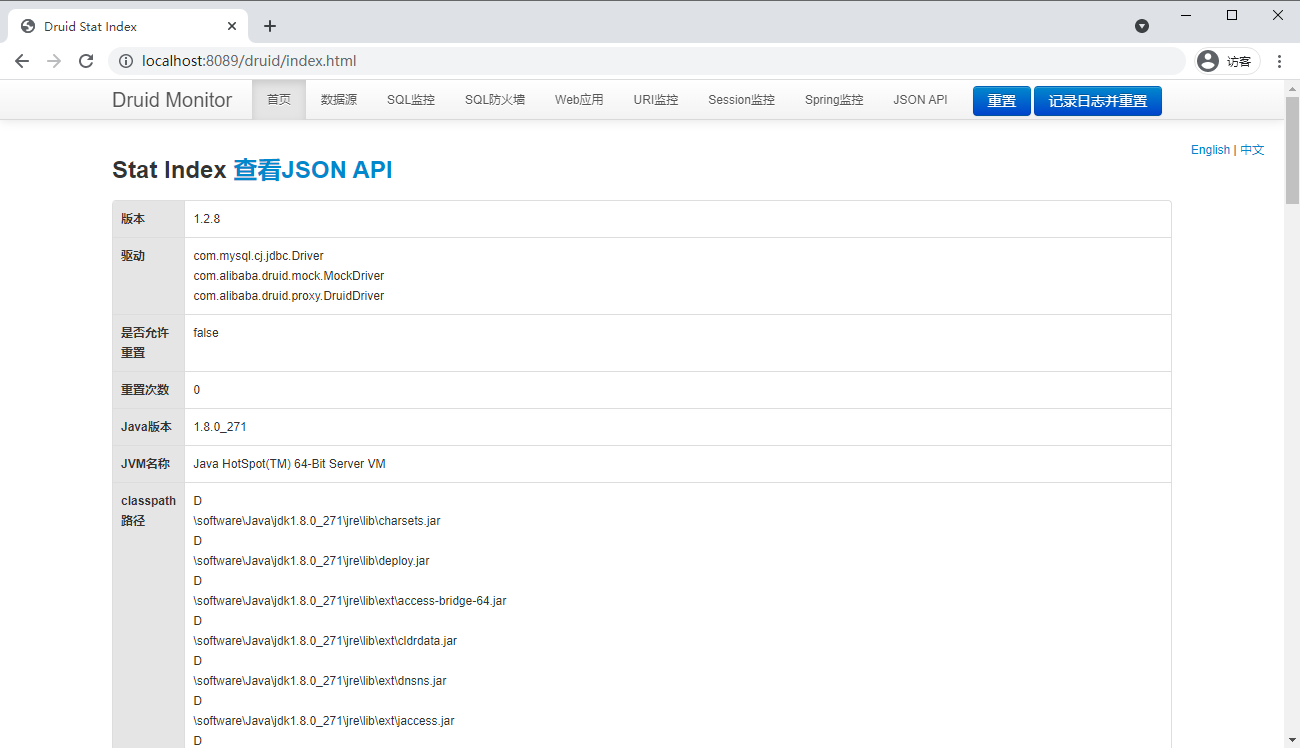 Druid Stat Index
localhost:8089/druid/index.html
访客
Druid Monitor 首页 数据源 SQL监控 SQL防火墙 Web应用 URI监控 Session监控 Spring监控 JSON API 重置 记录日志并重置
English | 中文
Stat Index 查看JSON API
版本 1.2.8
驱动 com.mysql.cj.jdbc.Driver
com.alibaba.druid.mock.MockDriver
com.alibaba.druid.proxy.DruidDriver
是否允许 false
重置
重置次数 0
Java版本 1.8.0_271
JVM名称 Java HotSpot(TM) 64-Bit Server VM
classpath D
路径 \software\Java\jdk1.8.0_271\jre\lib\charsets.jar
D
\software\Java\jdk1.8.0_271\jre\lib\deploy.jar
D
\software\Java\jdk1.8.0_271\jre\lib\ext\access-bridge-64.jar
D
\software\Java\jdk1.8.0_271\jre\lib\ext\cldrdata.jar
D
\software\Java\jdk1.8.0_271\jre\lib\ext\dnsns.jar
D
\software\Java\jdk1.8.0_271\jre\lib\ext\jaccess.jar
D